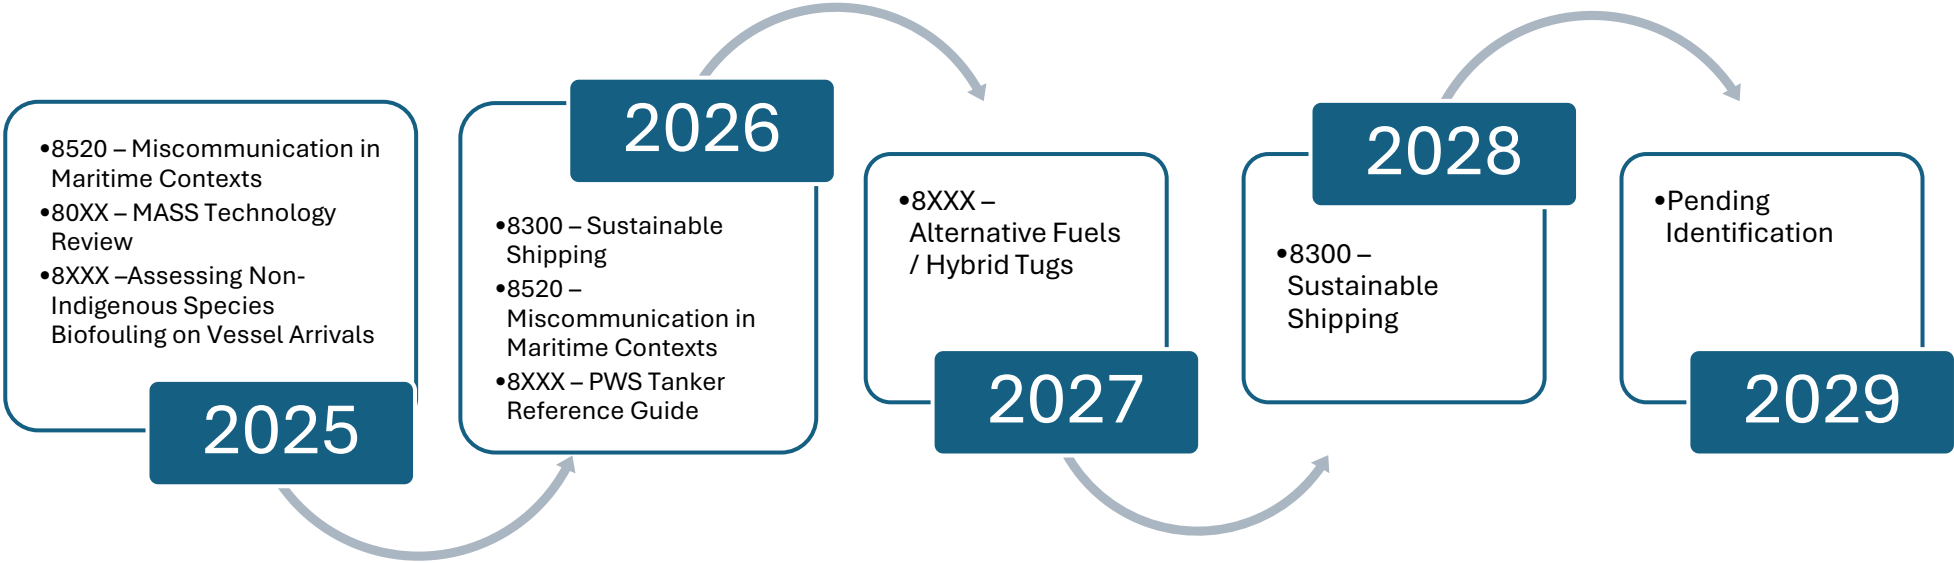 •8520 – Miscommunication in
Maritime Contexts
•80XX – MASS Technology
Review
•8XXX –Assessing Non-
Indigenous Species
Biofouling on Vessel Arrivals
2025
2026
•8300 – Sustainable
Shipping
•8520 –
Miscommunication in
Maritime Contexts
•8XXX – PWS Tanker
Reference Guide
•8XXX –
Alternative Fuels
/ Hybrid Tugs
2027
2028
•8300 –
Sustainable
Shipping
•Pending
Identification
2029